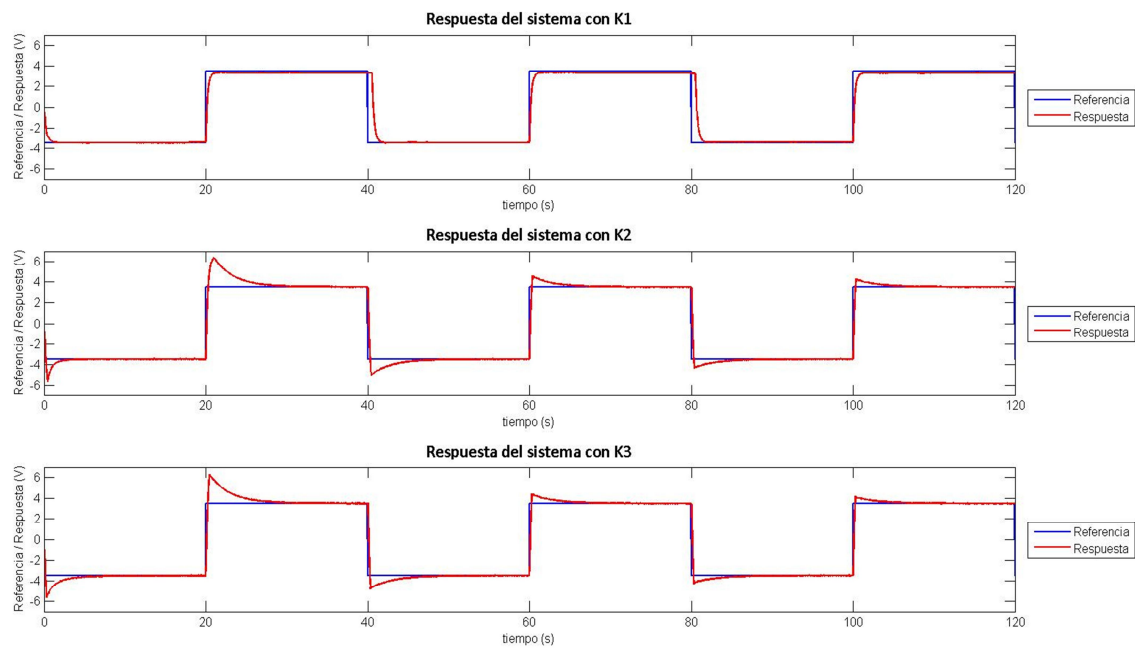 Respuesta del sistema con K1
Referencia / Respuesta (V)
6
4
2
0
-2
-4
-6
0 20 40 60 80 100 120
tiempo (s)
Referencia
Respuesta
Respuesta del sistema con K2
Referencia / Respuesta (V)
6
4
2
0
-2
-4
-6
0 20 40 60 80 100 120
tiempo (s)
Referencia
Respuesta
Respuesta del sistema con K3
Referencia / Respuesta (V)
6
4
2
0
-2
-4
-6
0 20 40 60 80 100 120
tiempo (s)
Referencia
Respuesta